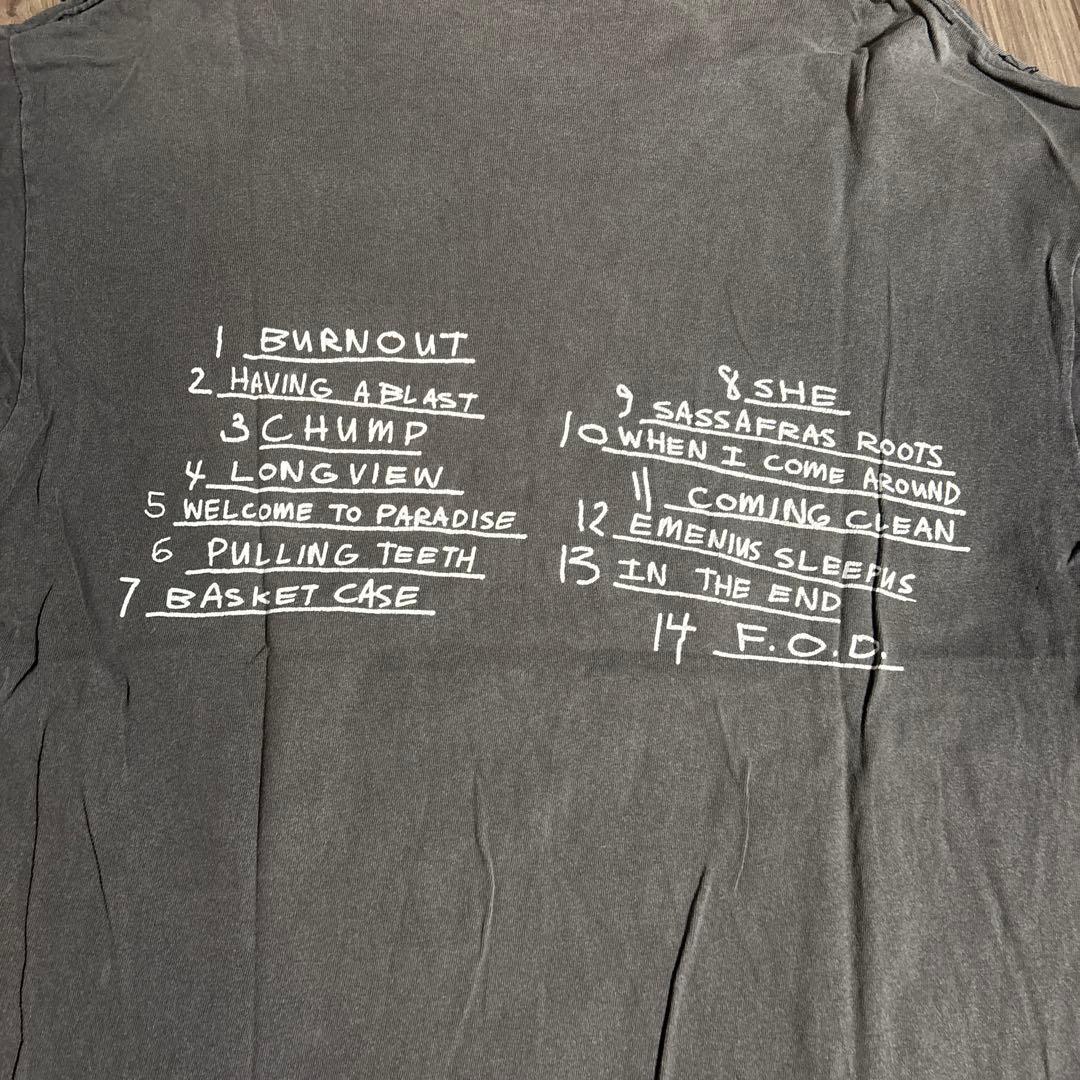 1 BURNOUT
2 HAVING A BLAST
3 CHUMP
4 LONGVIEW
5 WELCOME TO PARADISE
6 PULLING TEETH
7 BASKET CASE
8 SHE
9 SASSAFRAS ROOTS
10 WHEN I COME AROUND
11 COMING CLEAN
12 EMENIUS SLEEPUS
13 IN THE END
14 F.O.D.